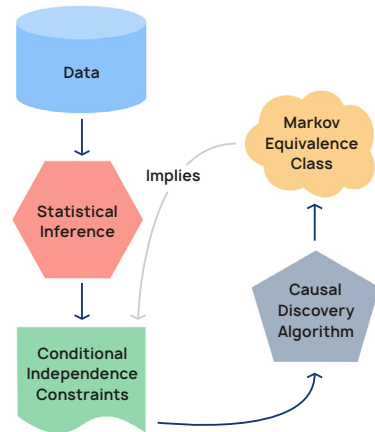 Data
Markov
Equivalence
Class
Implies
Statistical
Inference
Causal
Discovery
Algorithm
Conditional
Independence
Constraints